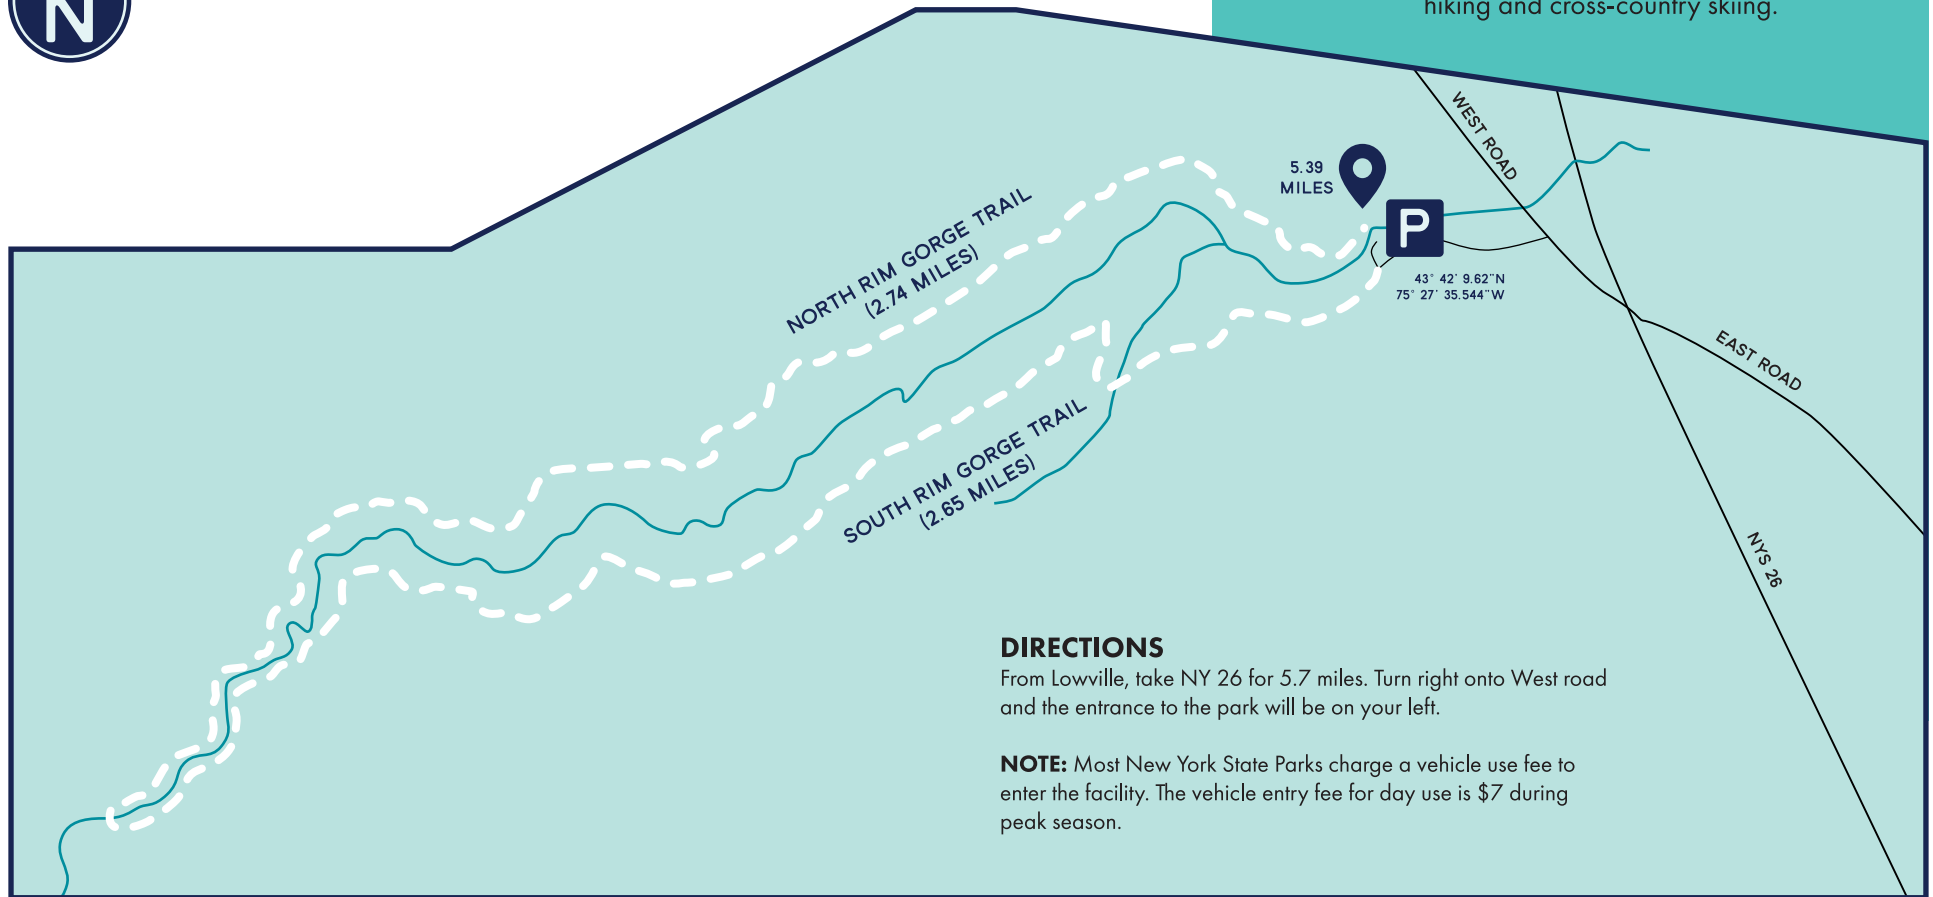 N
hiking and cross-country skiing.
WEST ROAD
5.39
MILES
P
43° 42' 9.62"N
75° 27' 35.544"W
NORTH RIM GORGE TRAIL
(2.74 MILES)
EAST ROAD
SOUTH RIM GORGE TRAIL
(2.65 MILES)
NYS 26
DIRECTIONS
From Lowville, take NY 26 for 5.7 miles. Turn right onto West road
and the entrance to the park will be on your left.
NOTE: Most New York State Parks charge a vehicle use fee to
enter the facility. The vehicle entry fee for day use is $7 during
peak season.